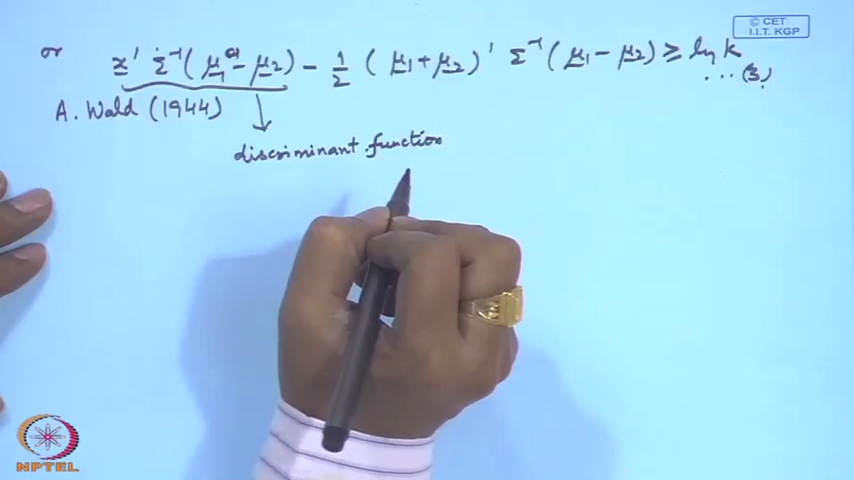 © CET
I.I.T. KGP
or x' Σ⁻¹ (μ₁ - μ₂) - 1/2 (μ₁ + μ₂)' Σ⁻¹ (μ₁ - μ₂) ≥ ln k
... (3)
A. Wald (1944)
discriminant function
NPTEL